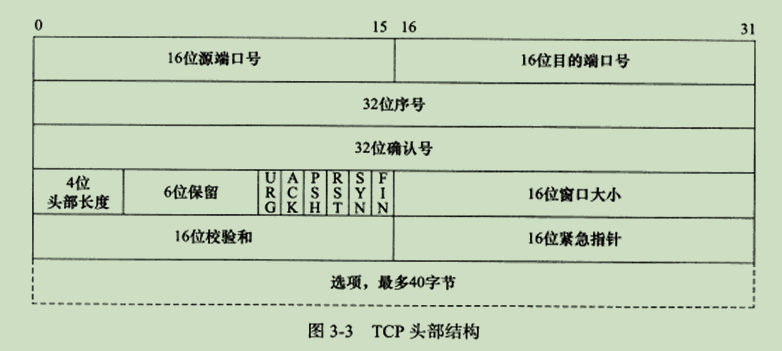 0 15 16 31
16位源端口号 16位目的端口号
32位序号
32位确认号
4位
头部长度
6位保留
URG
ACK
PSH
RST
SYN
FIN
16位窗口大小
16位校验和 16位紧急指针
选项，最多40字节
图 3-3 TCP 头部结构